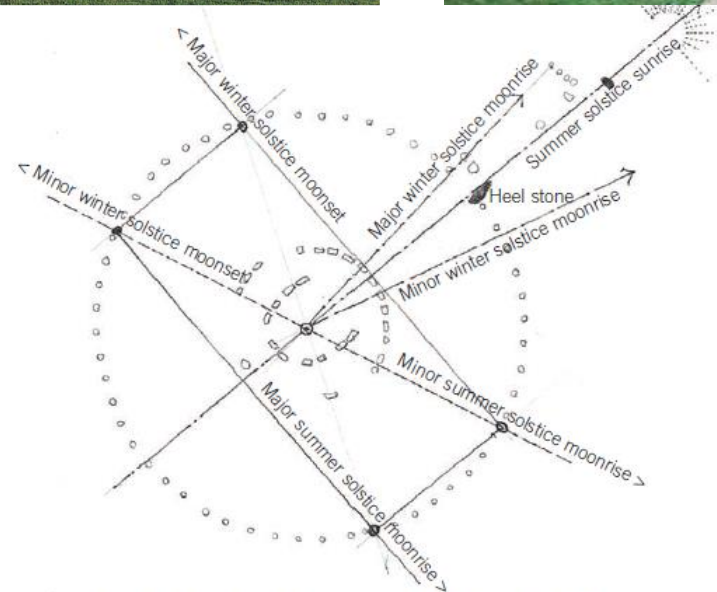 < Major winter solstice moonset
Major winter solstice moonrise
Summer solstice sunrise
< Minor winter solstice moonset
Heel stone
Minor winter solstice moonrise
Minor summer solstice moonrise >
Major summer solstice moonrise >